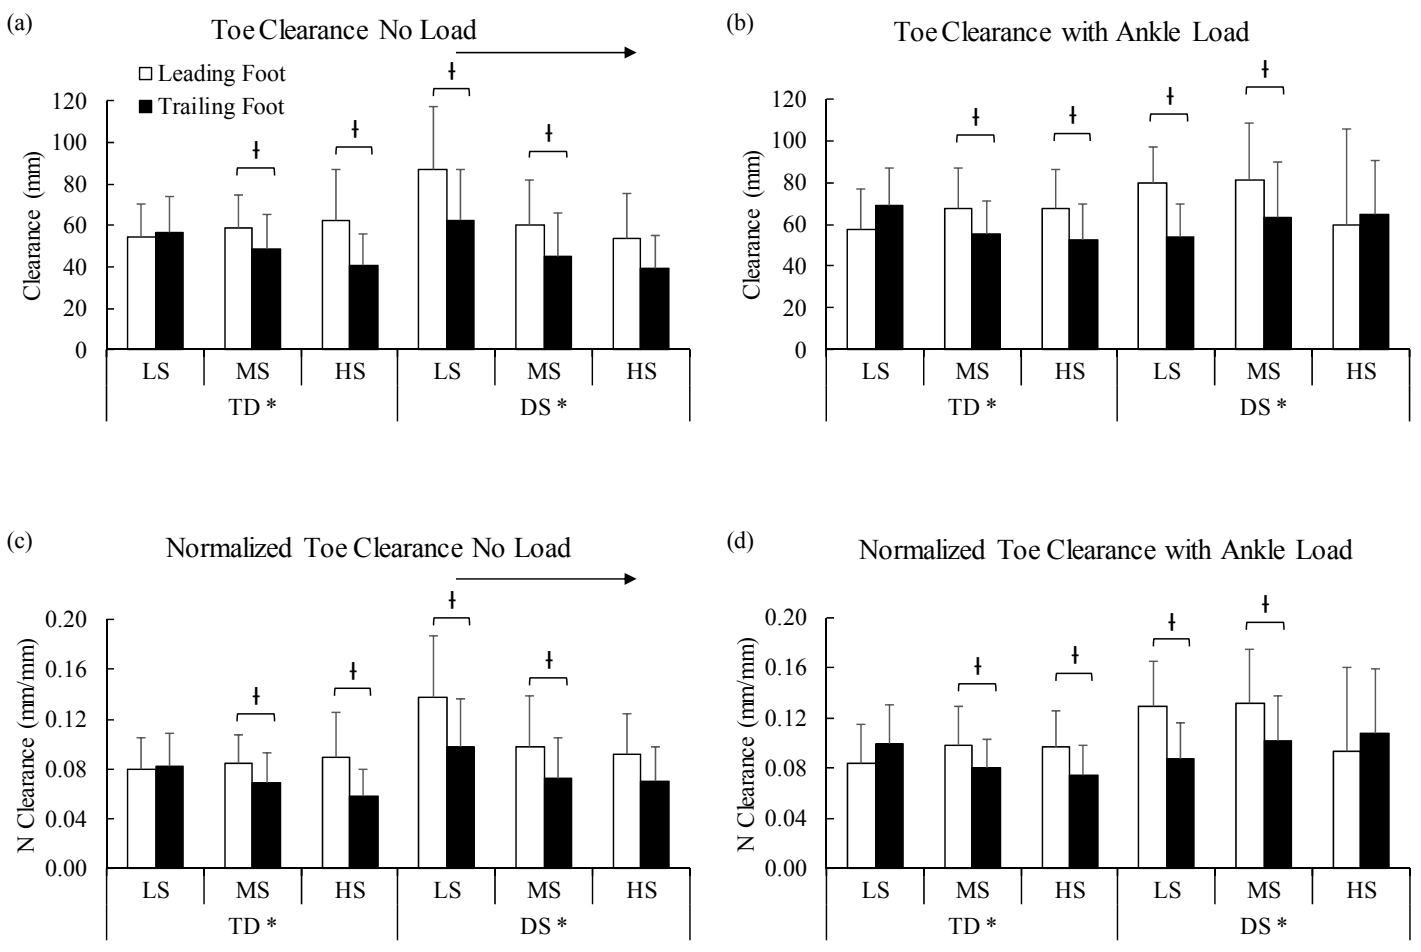 (a)
Toe Clearance No Load
Leading Foot
Trailing Foot
Ɨ
Ɨ
Ɨ
Ɨ
Clearance (mm)
120
100
80
60
40
20
0
LS MS HS LS MS HS
TD * DS *
(b)
Toe Clearance with Ankle Load
Ɨ
Ɨ
Ɨ
Ɨ
Clearance (mm)
120
100
80
60
40
20
0
LS MS HS LS MS HS
TD * DS *
(c)
Normalized Toe Clearance No Load
Ɨ
Ɨ
Ɨ
Ɨ
N Clearance (mm/mm)
0.20
0.16
0.12
0.08
0.04
0.00
LS MS HS LS MS HS
TD * DS *
(d)
Normalized Toe Clearance with Ankle Load
Ɨ
Ɨ
Ɨ
Ɨ
N Clearance (mm/mm)
0.20
0.16
0.12
0.08
0.04
0.00
LS MS HS LS MS HS
TD * DS *